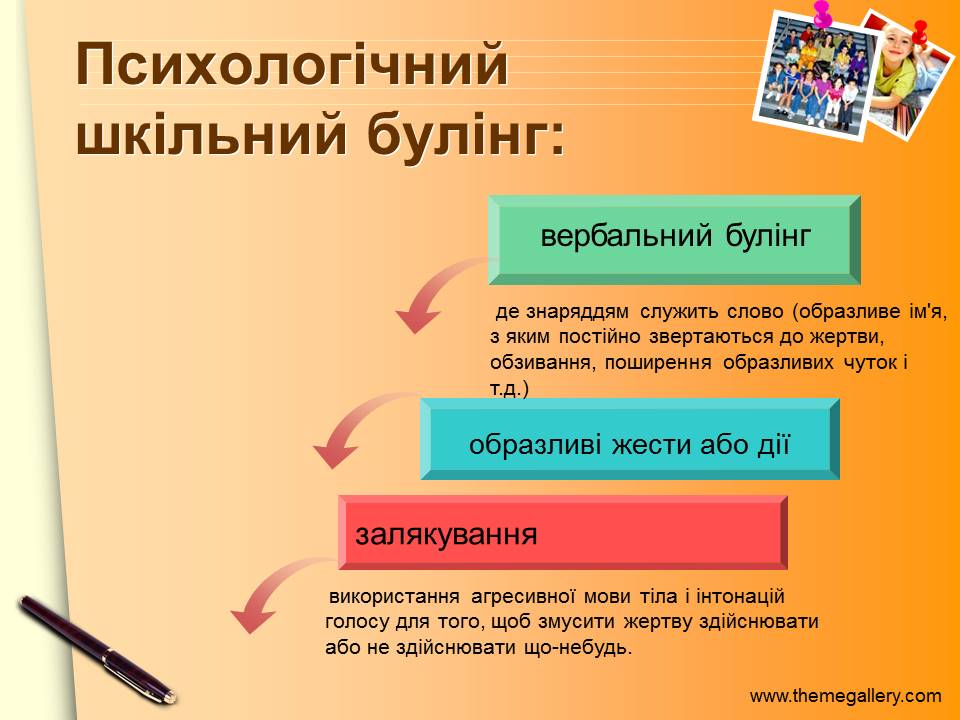 Психологічний
шкільний булінг:
вербальний булінг
де знаряддям служить слово (образливе ім'я,
з яким постійно звертаються до жертви,
обзивання, поширення образливих чуток і
т.д.)
образливі жести або дії
залякування
використання агресивної мови тіла і інтонацій
голосу для того, щоб змусити жертву здійснювати
або не здійснювати що-небудь.
www.themegallery.com